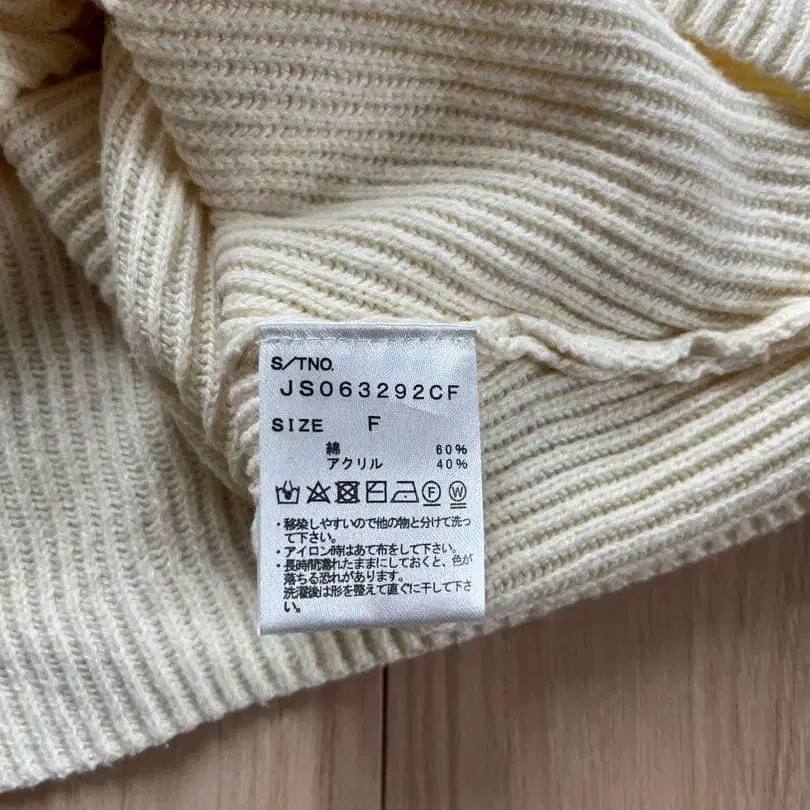 S/TNO.
JS063292CF
SIZE F
綿 60%
アクリル 40%
F W
・移染しやすいので他の物と分けて洗っ
て下さい。
・アイロン時はあて布をして下さい。
・長時間濡れたままにしておくと、色が
落ちる恐れがあります。
洗濯後は形を整えて直ぐに干して下さ
い。